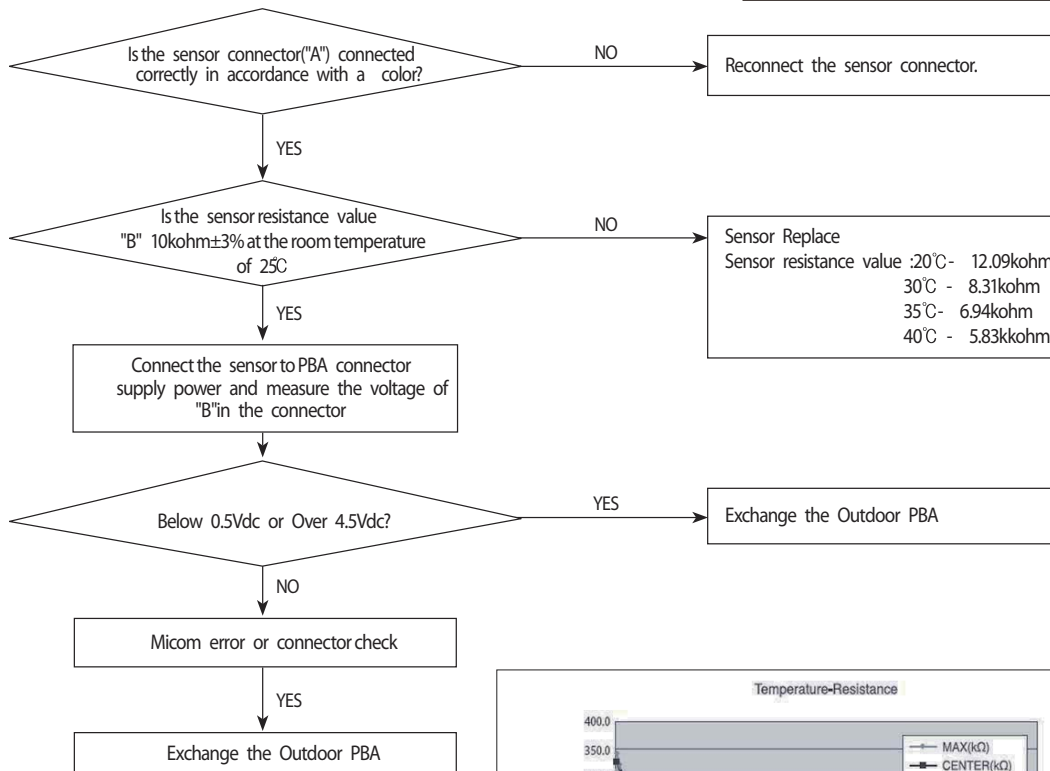 Is the sensor connector("A") connected
correctly in accordance with a color?
NO
Reconnect the sensor connector.
YES
Is the sensor resistance value
"B" 10kohm±3% at the room temperature
of 25℃
NO
Sensor Replace
Sensor resistance value :20℃- 12.09kohm
30℃ - 8.31kohm
35℃- 6.94kohm
40℃ - 5.83kkohm
YES
Connect the sensor to PBA connector
supply power and measure the voltage of
"B"in the connector
Below 0.5Vdc or Over 4.5Vdc?
YES
Exchange the Outdoor PBA
NO
Micom error or connector check
YES
Exchange the Outdoor PBA
Temperature-Resistance
400.0
350.0
MAX(kΩ)
CENTER(kΩ)